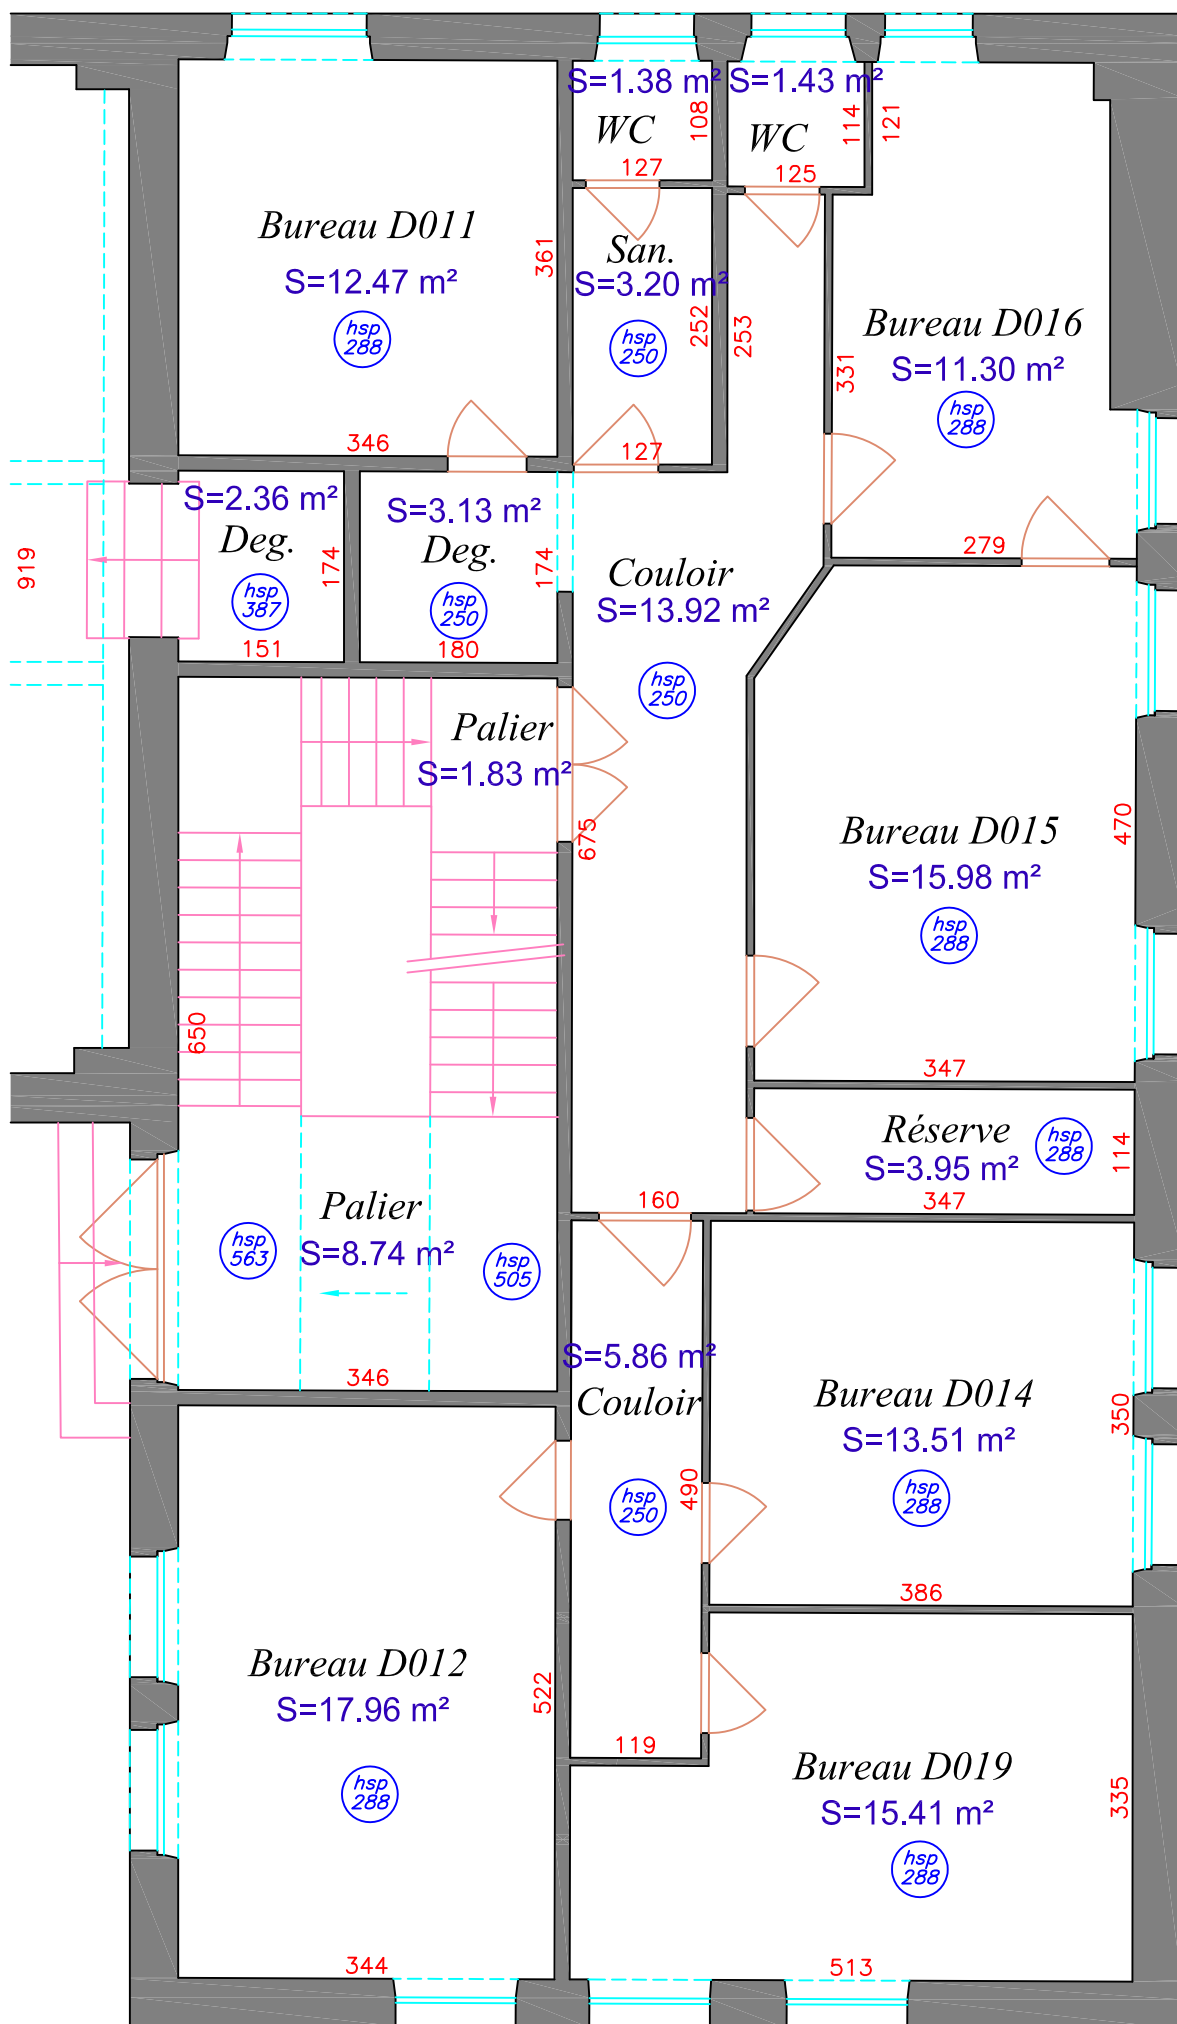 S=1.38 m²
WC
108
127
S=1.43 m²
WC
114
125
121
Bureau D011
S=12.47 m²
hsp
288
361
346
San.
S=3.20 m²
hsp
250
252
127
253
Bureau D016
S=11.30 m²
hsp
288
331
279
919
S=2.36 m²
Deg.
hsp
387
174
151
S=3.13 m²
Deg.
hsp
250
174
180
Couloir
S=13.92 m²
hsp
250
Palier
S=1.83 m²
675
650
Bureau D015
S=15.98 m²
hsp
288
470
347
Réserve
S=3.95 m²
hsp
288
114
347
160
Palier
S=8.74 m²
hsp
563
hsp
505
346
S=5.86 m²
Couloir
hsp
250
490
119
Bureau D014
S=13.51 m²
hsp
288
350
386
Bureau D012
S=17.96 m²
hsp
288
522
344
Bureau D019
S=15.41 m²
hsp
288
335
513